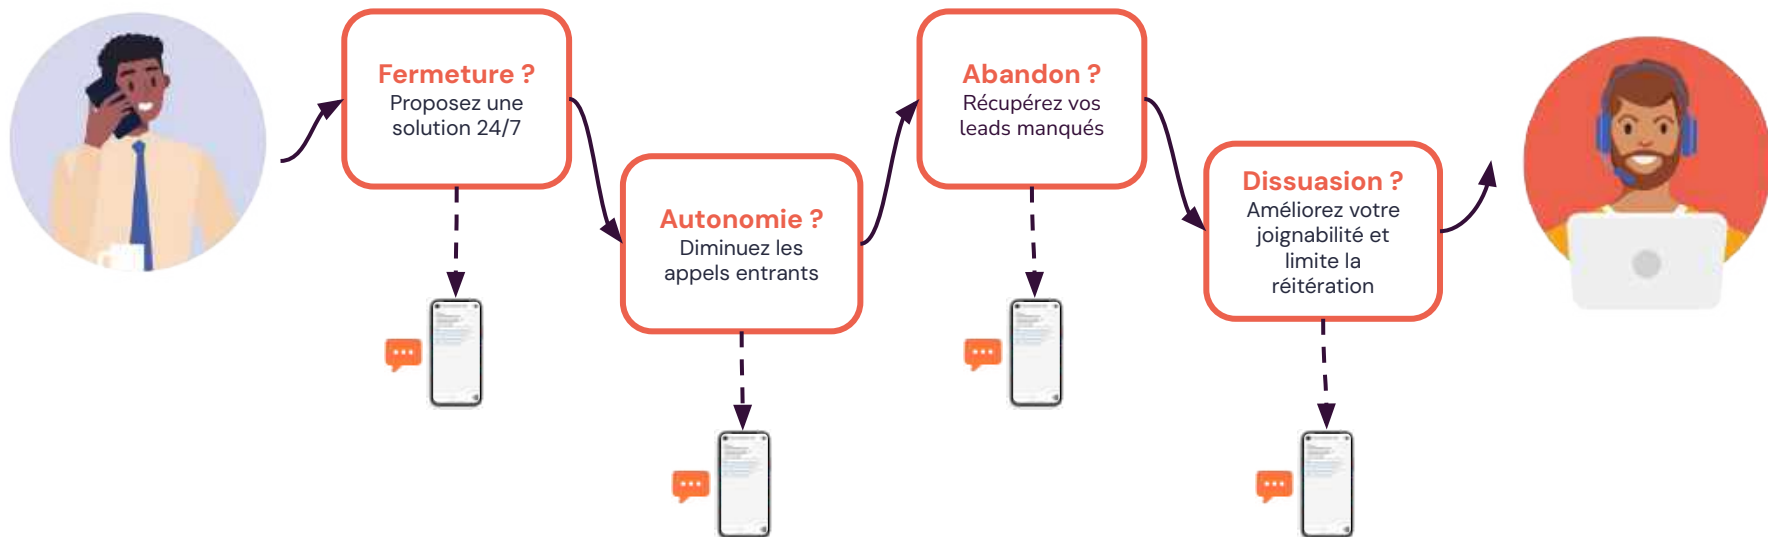 Fermeture ?
Proposez une
solution 24/7
Autonomie ?
Diminuez les
appels entrants
Abandon ?
Récupérez vos
leads manqués
Dissuasion ?
Améliorez votre
joignabilité et
limite la
réitération